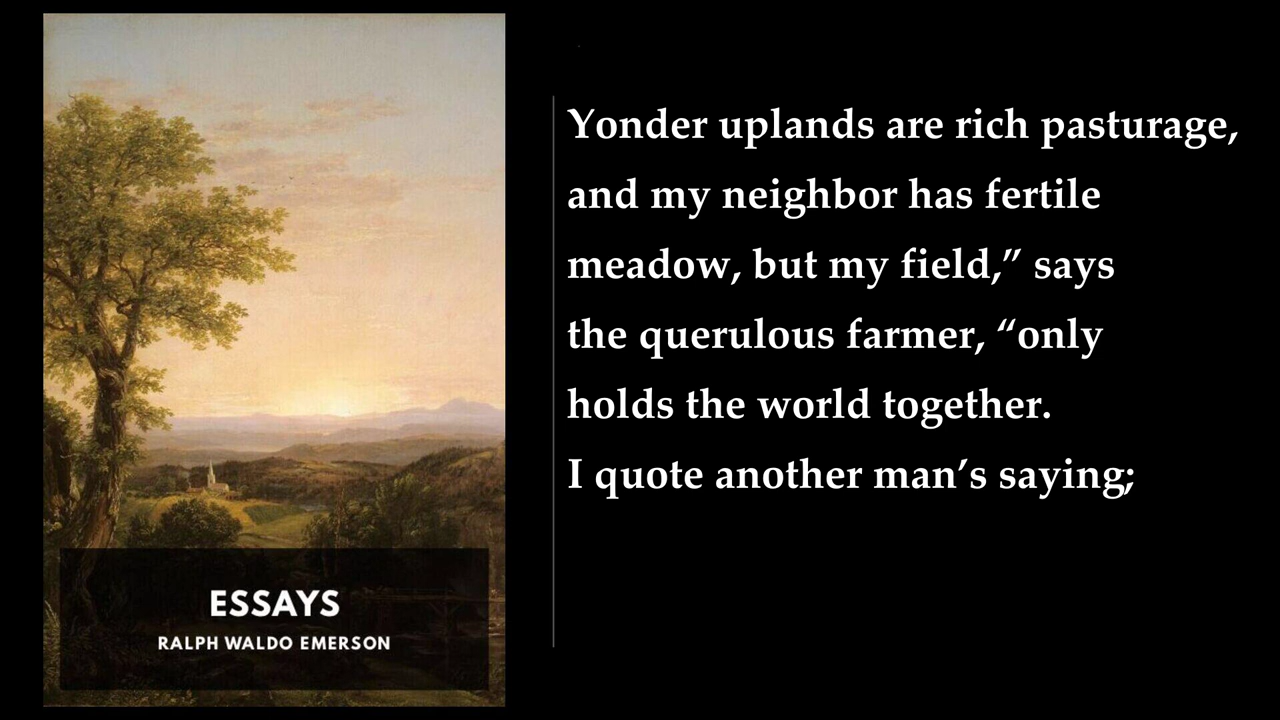 Yonder uplands are rich pasturage,
and my neighbor has fertile
meadow, but my field,” says
the querulous farmer, “only
holds the world together.
I quote another man’s saying;
ESSAYS
RALPH WALDO EMERSON